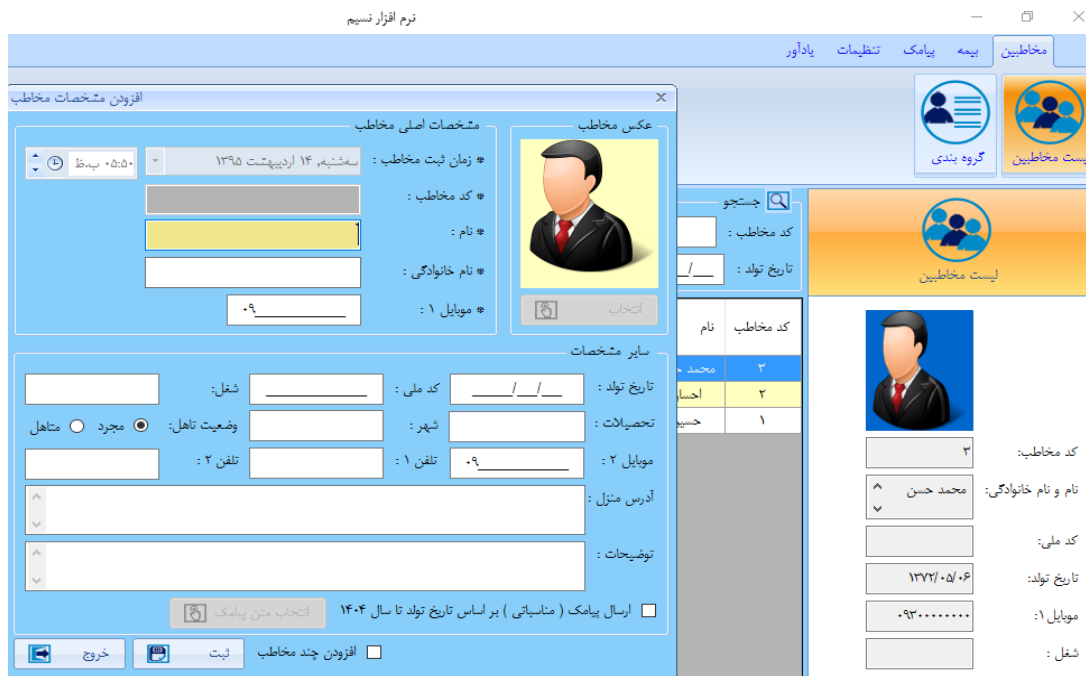 نرم افزار نسیم
مخاطبین
بیمه
پیامک
تنظیمات
یادآور
لیست مخاطبین
گروه بندی
افزودن مشخصات مخاطب
عکس مخاطب
انتخاب
مشخصات اصلی مخاطب
* زمان ثبت مخاطب : سه‌شنبه, ۱۴ اردیبهشت ۱۳۹۵ ۰۵:۵۰ ب.ظ
* کد مخاطب :
* نام :
* نام خانوادگی :
* موبایل ۱ : ۰۹
سایر مشخصات
تاریخ تولد : __/__/____ کد ملی : شغل:
تحصیلات : شهر : وضعیت تاهل: مجرد متاهل
موبایل ۲ : ۰۹ تلفن ۱ : تلفن ۲ :
آدرس منزل :
توضیحات :
ارسال پیامک ( مناسباتی ) بر اساس تاریخ تولد تا سال ۱۴۰۴ انتخاب متن پیامک
افزودن چند مخاطب ثبت خروج
جستجو
کد مخاطب :
تاریخ تولد :
کد مخاطب نام
۳ محمد
۲
۱
لیست مخاطبین
کد مخاطب: ۳
نام و نام خانوادگی: محمد حسن
کد ملی:
تاریخ تولد: ۱۳۷۲/۰۵/۰۶
موبایل ۱: ۰۹۳۰۰۰۰۰۰۰۰
شغل :